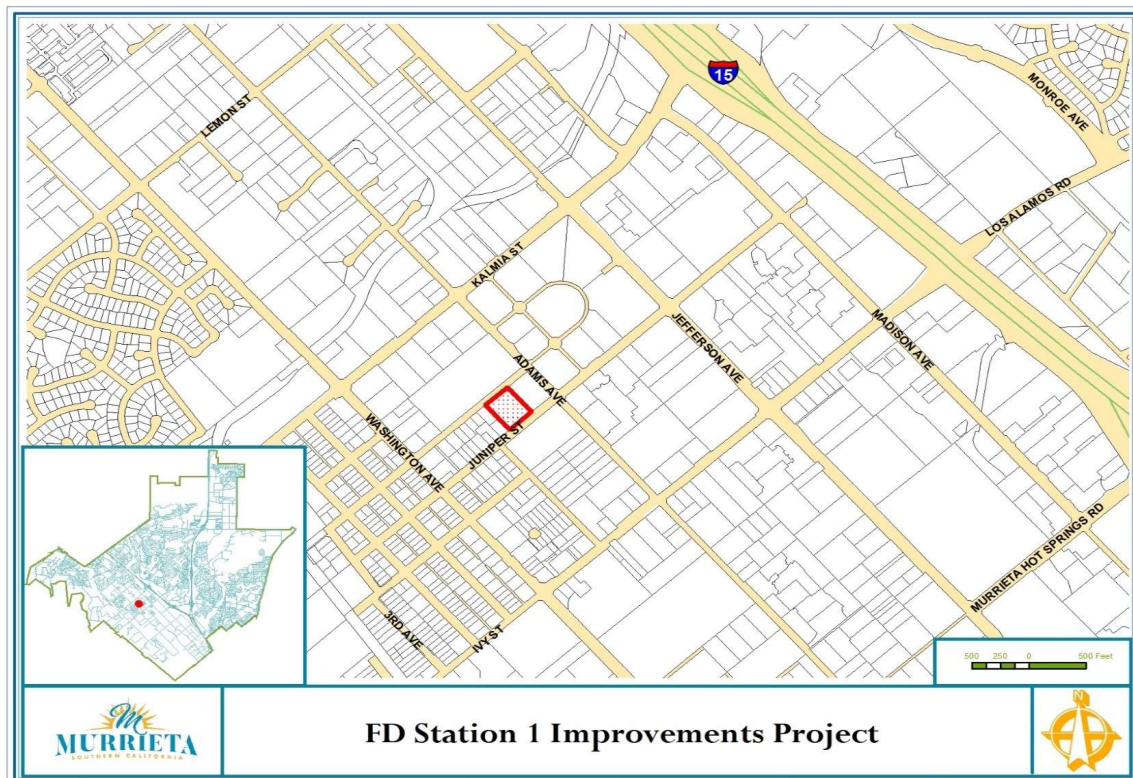 15
MONROE AVE
LEMON ST
LOS ALAMOS RD
KALMIA ST
JEFFERSON AVE
MADISON AVE
ADAMS AVE
WASHINGTON AVE
JUNIPER ST
MURRIETA HOT SPRINGS RD
3RD AVE
IVY ST
500 250 0 500 Feet
M
MURRIETA
SOUTHERN CALIFORNIA
FD Station 1 Improvements Project
N